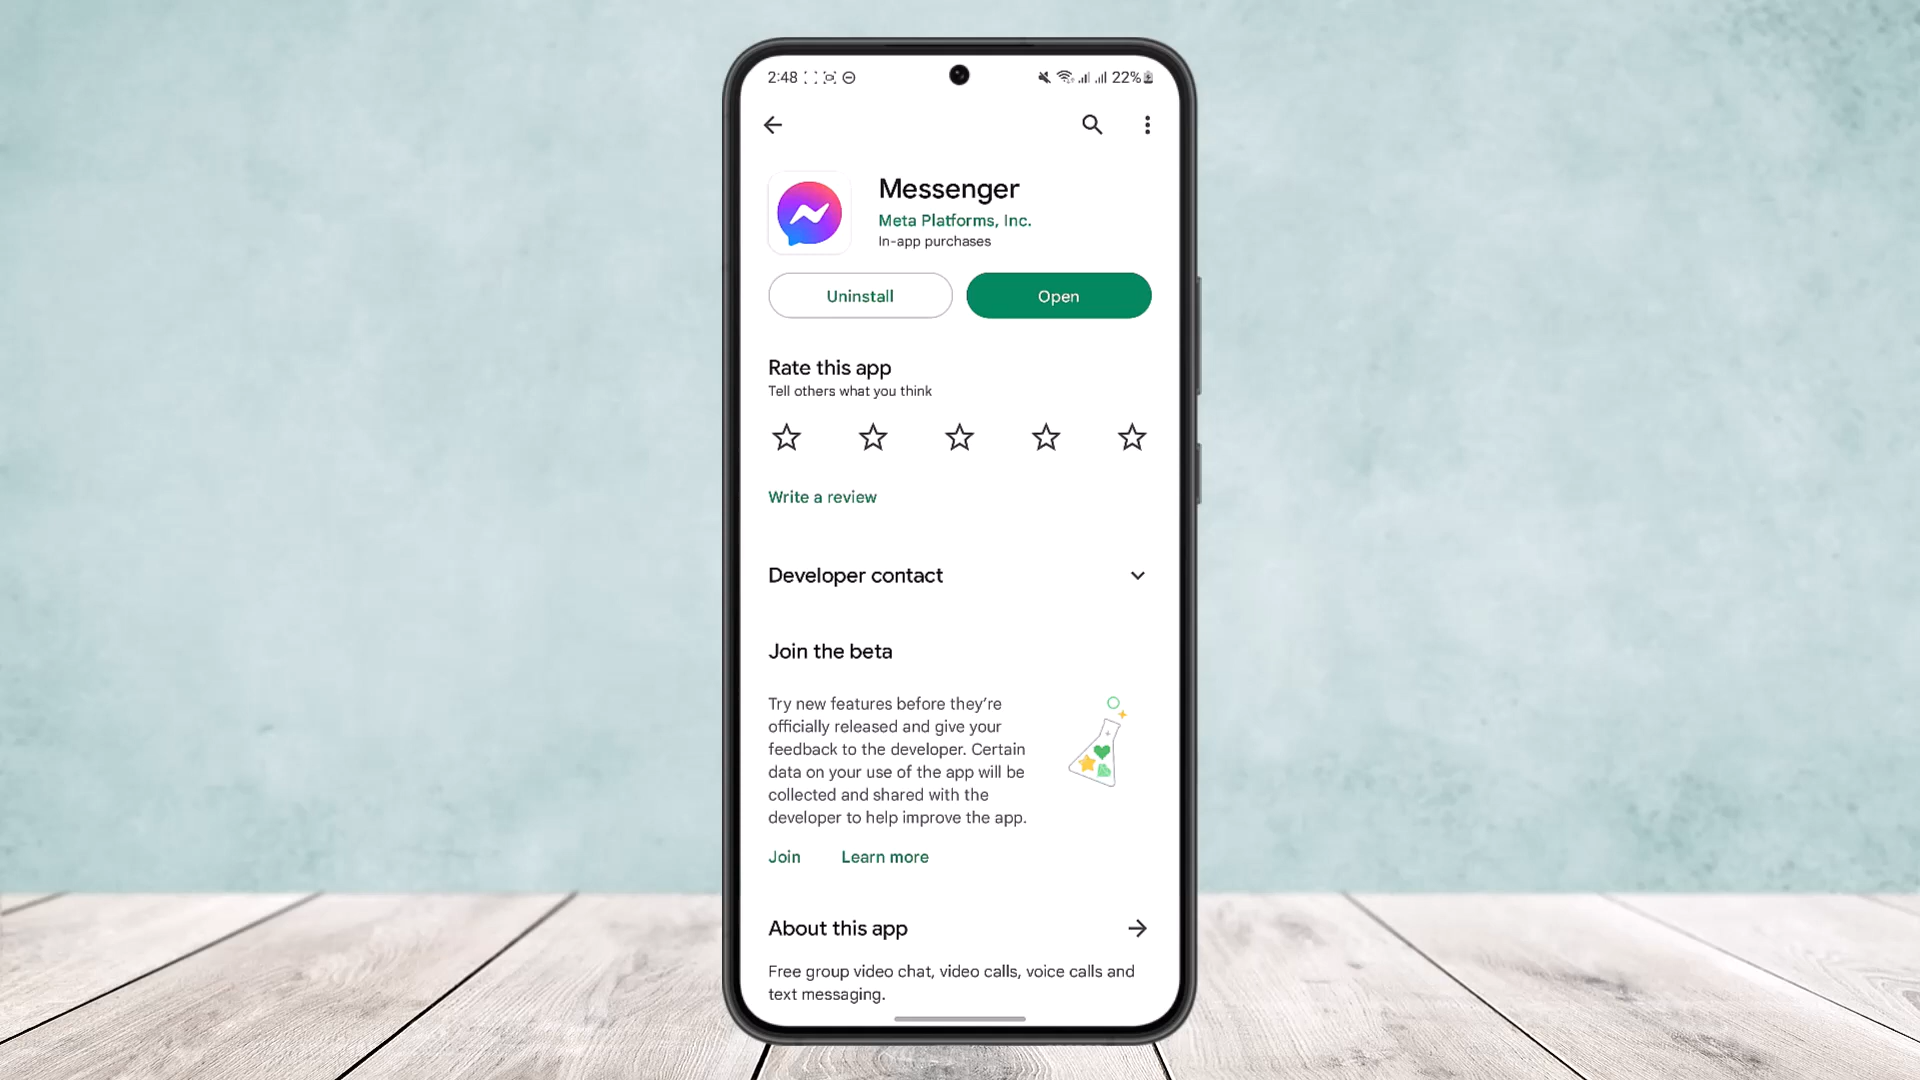 2:48 22%
Messenger
Meta Platforms, Inc.
In-app purchases
Uninstall Open
Rate this app
Tell others what you think
Write a review
Developer contact
Join the beta
Try new features before they're
officially released and give your
feedback to the developer. Certain
data on your use of the app will be
collected and shared with the
developer to help improve the app.
Join Learn more
About this app
Free group video chat, video calls, voice calls and
text messaging.